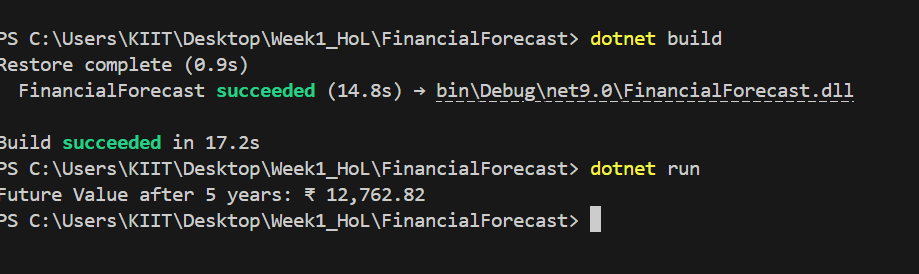 PS C:\Users\KIIT\Desktop\Week1_HoL\FinancialForecast> dotnet build
Restore complete (0.9s)
FinancialForecast succeeded (14.8s) → bin\Debug\net9.0\FinancialForecast.dll
Build succeeded in 17.2s
PS C:\Users\KIIT\Desktop\Week1_HoL\FinancialForecast> dotnet run
Future Value after 5 years: ₹ 12,762.82
PS C:\Users\KIIT\Desktop\Week1_HoL\FinancialForecast>